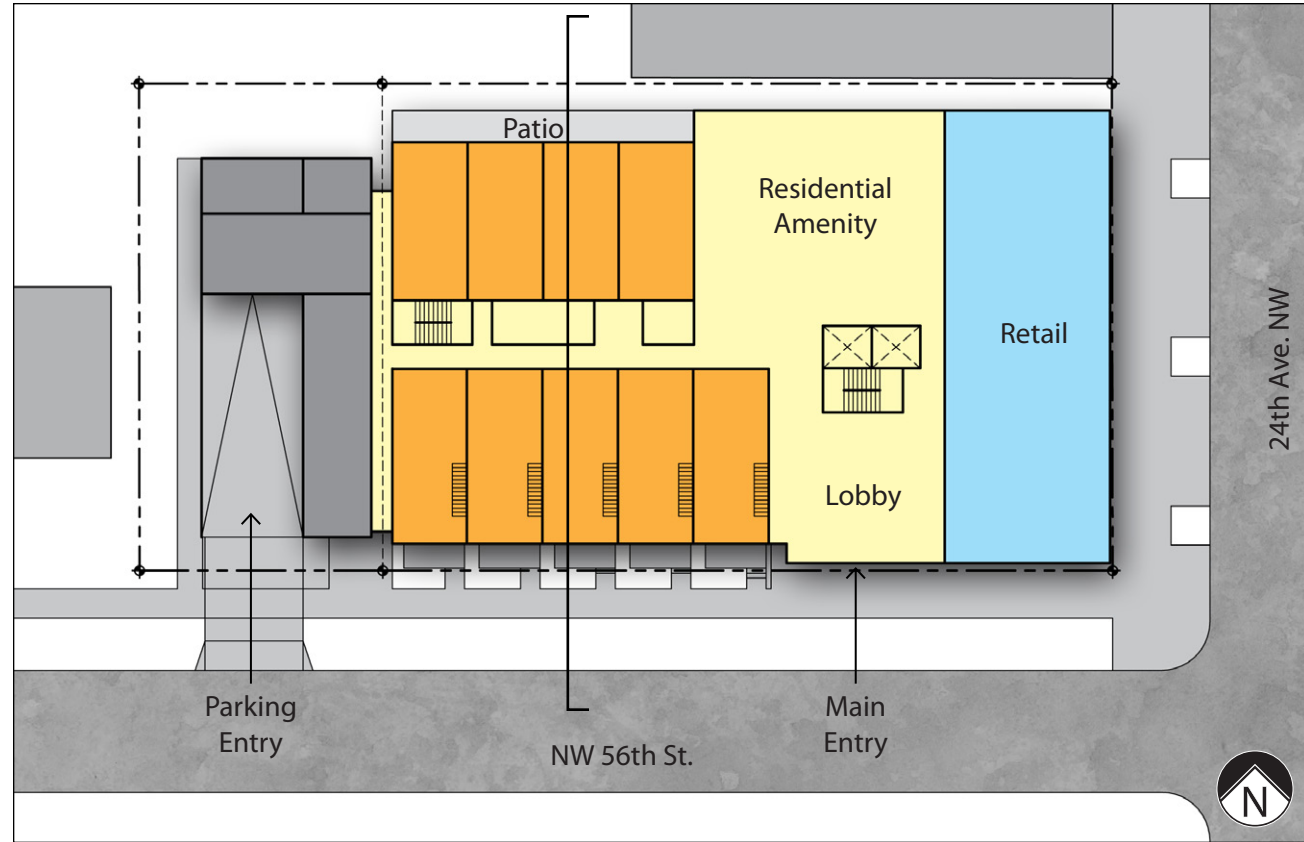 Patio
Residential
Amenity
Retail
24th Ave. NW
Lobby
Parking
Entry
Main
Entry
NW 56th St.
N